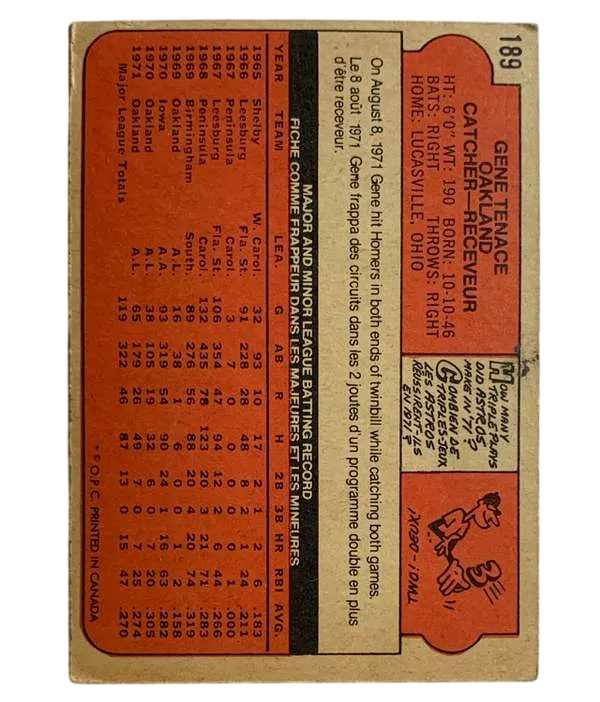 189
GENE TENACE
OAKLAND
CATCHER—RECEVEUR
HT: 6'0" WT: 190 BORN: 10-10-46
BATS: RIGHT THROWS: RIGHT
HOME: LUCASVILLE, OHIO
HOW MANY
TRIPLE PLAYS
DID ASTROS
MAKE IN '71?
COMBIEN DE
TRIPLES-JEUX
LES ASTROS
RÉUSSIRENT-ILS
EN 1971?
3
TWO! - DEUX!
On August 8, 1971 Gene hit Homers in both ends of twinbill while catching both games.
Le 8 août 1971 Gene frappa des circuits dans les 2 joutes d'un programme double en plus
d'être receveur.
MAJOR AND MINOR LEAGUE BATTING RECORD
FICHE COMME FRAPPEUR DANS LES MAJEURES ET LES MINEURES
YEAR TEAM LEA. G AB R H 2B 3B HR RBI AVG.
1965 Shelby W. Carol. 32 93 10 17 2 1 2 6 .183
1966 Leesburg Fla. St. 91 228 28 48 8 2 1 24 .211
1967 Peninsula Carol. 3 7 0 0 0 0 0 1 .000
1967 Leesburg Fla. St. 106 354 47 94 12 2 6 44 .266
1968 Peninsula Carol. 132 435 78 123 20 3 21 71 .283
1969 Birmingham South. 89 276 56 88 20 4 20 74 .319
1969 Oakland A.L. 16 38 1 6 0 0 1 2 .158
1970 Iowa A.A. 93 319 54 90 24 1 16 63 .282
1970 Oakland A.L. 38 105 19 32 6 0 7 20 .305
1971 Oakland A.L. 65 179 26 49 7 0 7 25 .274
Major League Totals 119 322 46 87 13 0 15 47 .270
* © O.P.C. PRINTED IN CANADA